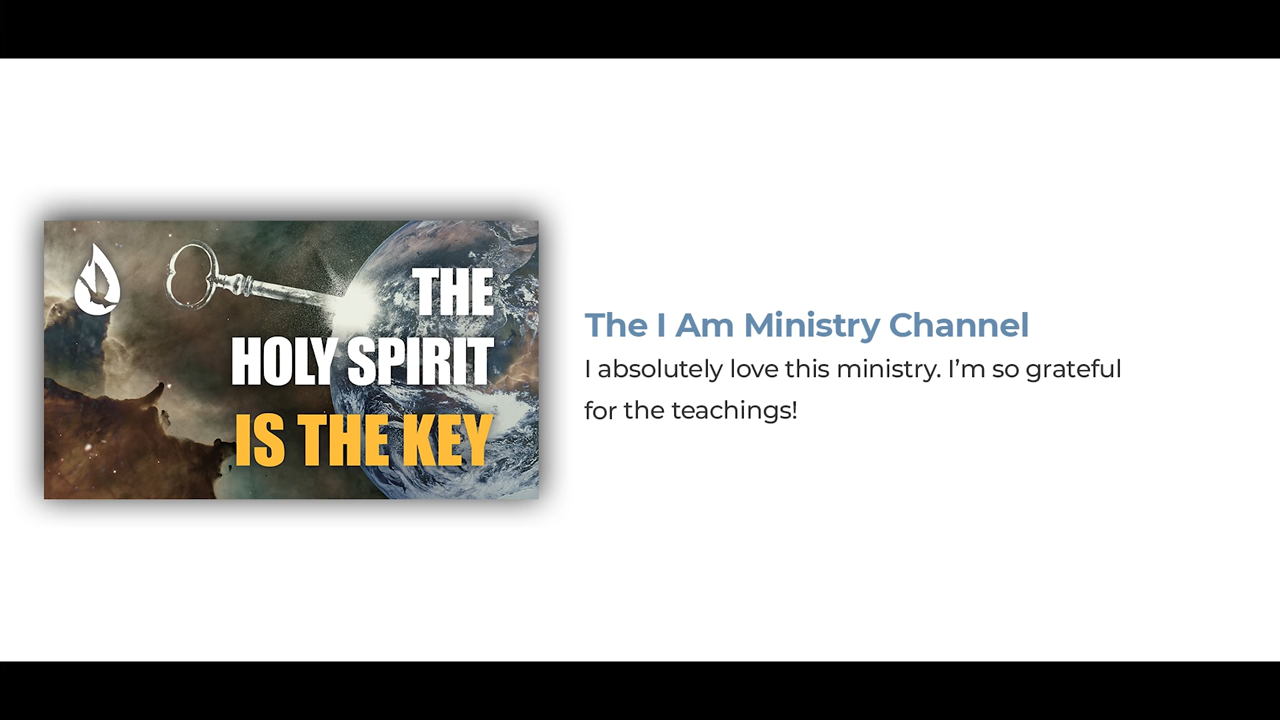 THE
HOLY SPIRIT
IS THE KEY
The I Am Ministry Channel
I absolutely love this ministry. I’m so grateful
for the teachings!